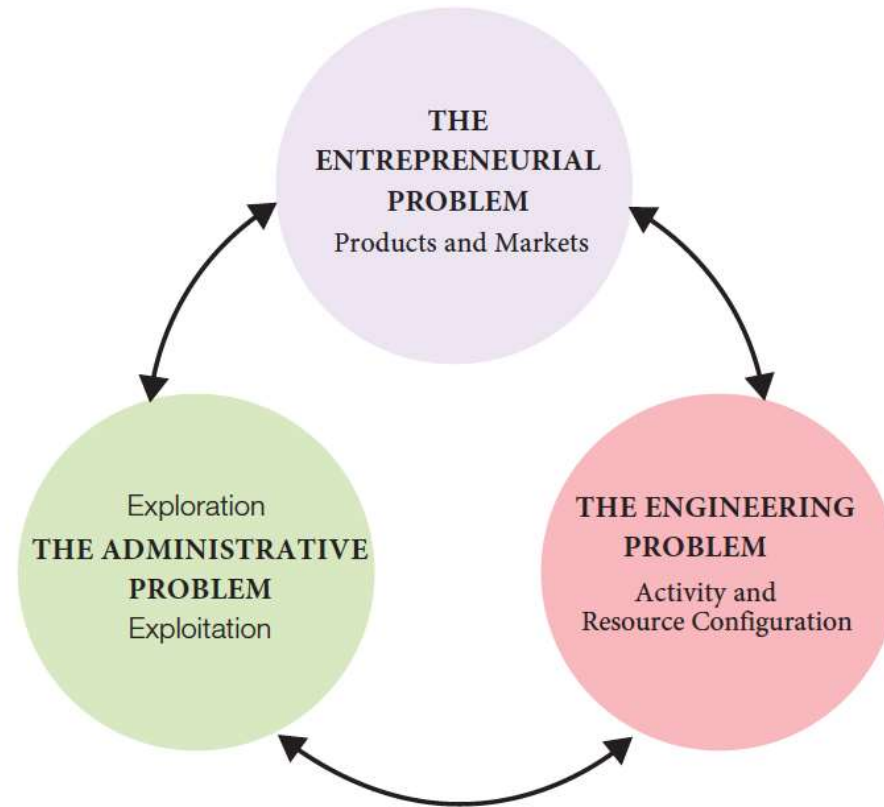 THE
ENTREPRENEURIAL
PROBLEM
Products and Markets
Exploration
THE ADMINISTRATIVE
PROBLEM
Exploitation
THE ENGINEERING
PROBLEM
Activity and
Resource Configuration